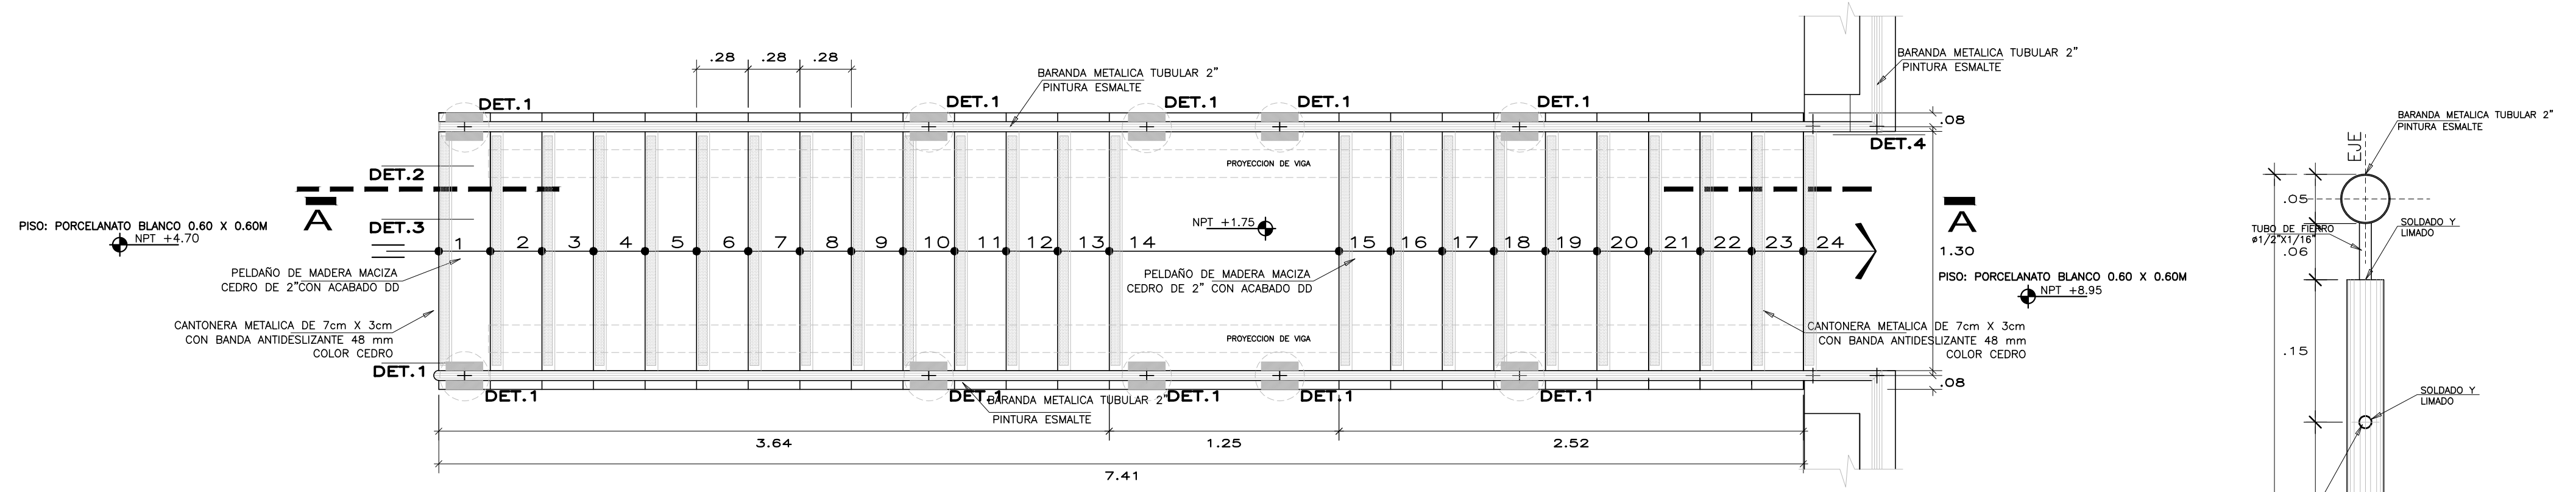 .28 .28 .28
BARANDA METALICA TUBULAR 2"
PINTURA ESMALTE
BARANDA METALICA TUBULAR 2"
PINTURA ESMALTE
DET.1 DET.1 DET.1 DET.1 DET.1
.08
DET.4
PROYECCION DE VIGA
DET.2
A
DET.3
PISO: PORCELANATO BLANCO 0.60 X 0.60M
NPT +4.70
NPT +1.75
A
1.30
1 2 3 4 5 6 7 8 9 10 11 12 13 14 15 16 17 18 19 20 21 22 23 24
PELDAÑO DE MADERA MACIZA
CEDRO DE 2"CON ACABADO DD
PELDAÑO DE MADERA MACIZA
CEDRO DE 2" CON ACABADO DD
PISO: PORCELANATO BLANCO 0.60 X 0.60M
NPT +8.95
CANTONERA METALICA DE 7cm X 3cm
CON BANDA ANTIDESLIZANTE 48 mm
COLOR CEDRO
PROYECCION DE VIGA
CANTONERA METALICA DE 7cm X 3cm
CON BANDA ANTIDESLIZANTE 48 mm
COLOR CEDRO
DET.1
.08
DET.1 DET.1 DET.1 DET.1 DET.1
BARANDA METALICA TUBULAR 2"
PINTURA ESMALTE
3.64 1.25 2.52
7.41
BARANDA METALICA TUBULAR 2"
PINTURA ESMALTE
EJE
.05
SOLDADO Y
LIMADO
TUBO DE FIERRO
ø1/2"X1/16"
.06
.15
SOLDADO Y
LIMADO